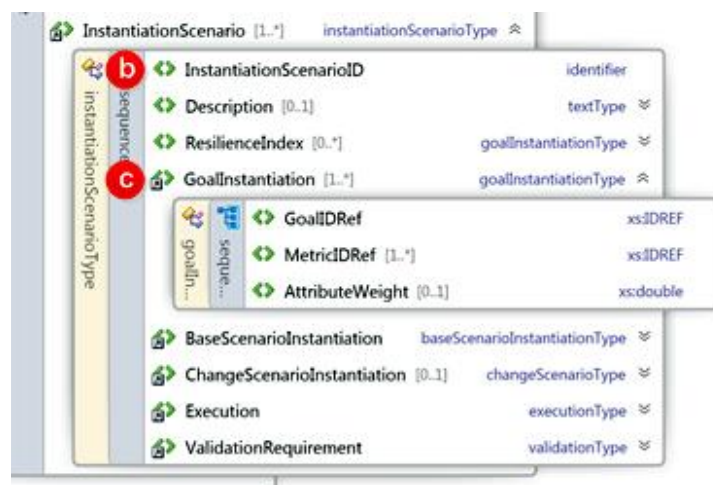 InstantiationScenario [1..*] instantiationScenarioType
b InstantiationScenarioID identifier
instantiationScenarioType
sequence
Description [0..1] textType
ResilienceIndex [0..*] goalInstantiationType
c GoalInstantiation [1..*] goalInstantiationType
goalIn...
seque...
GoalIDRef xs:IDREF
MetricIDRef [1..*] xs:IDREF
AttributeWeight [0..1] xs:double
BaseScenarioInstantiation baseScenarioInstantiationType
ChangeScenarioInstantiation [0..1] changeScenarioType
Execution executionType
ValidationRequirement validationType